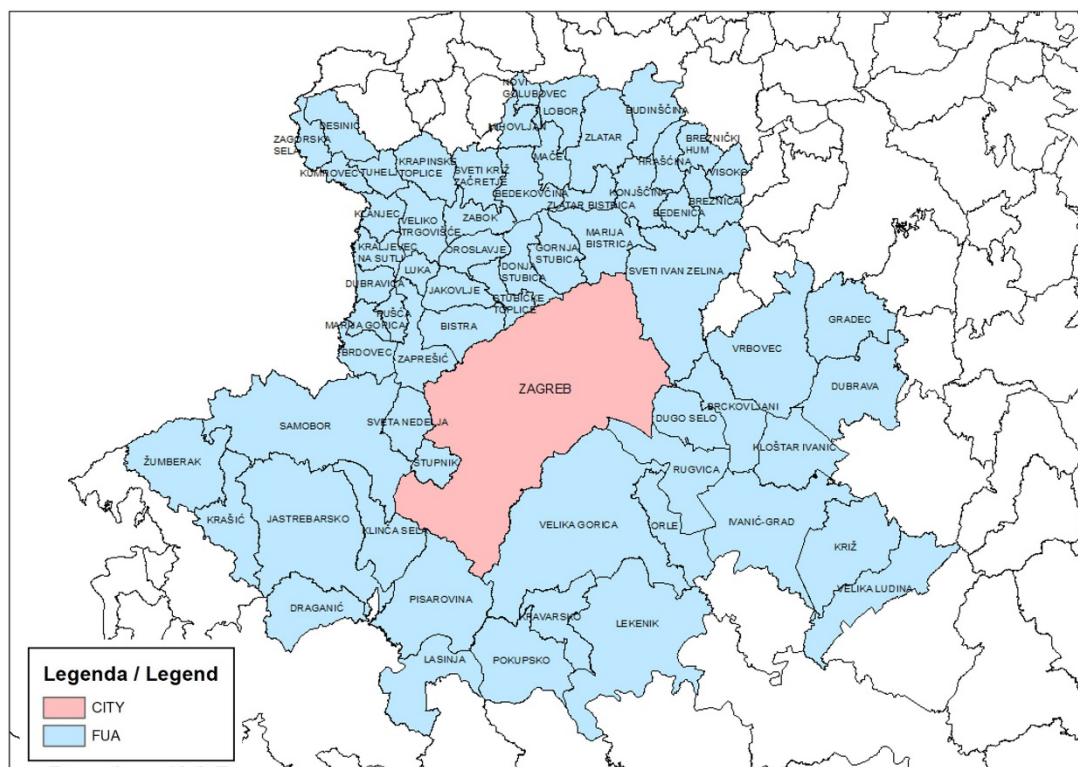 NOVI
GOLUBOVEC
LOBOR
BUDINŠČINA
DESINIĆ
MIHOVLJAN
ZLATAR
ZAGORSKA
SELA
BREZNIČKI
HUM
MAČE
HRAŠĆINA
KUMROVEC
TUHELJ
KRAPINSKE
TOPLICE
SVETI KRIŽ
ZAČRETJE
VISOKO
BEDEKOVČINA
KONJŠČINA
ZLATAR BISTRICA
BREZNICA
BEDENICA
KLANJEC
VELIKO
TRGOVIŠĆE
ZABOK
MARIJA
BISTRICA
KRALJEVEC
NA SUTLI
OROSLAVJE
GORNJA
STUBICA
LUKA
DONJA
STUBICA
SVETI IVAN ZELINA
DUBRAVICA
JAKOVLJE
STUBIČKE
TOPLICE
PUŠĆA
MARIJA GORICA
BISTRA
GRADEC
BRDOVEC
ZAPREŠIĆ
VRBOVEC
ZAGREB
DUBRAVA
BRCKOVLJANI
SVETA NEDELJA
DUGO SELO
SAMOBOR
KLOŠTAR IVANIĆ
ŽUMBERAK
STUPNIK
RUGVICA
KRAŠIĆ
JASTREBARSKO
KLINČA SELA
VELIKA GORICA
ORLE
IVANIĆ-GRAD
KRIŽ
VELIKA LUDINA
DRAGANIĆ
PISAROVINA
KRAVARSKO
LEKENIK
LASINJA
POKUPSKO
Legenda / Legend
CITY
FUA